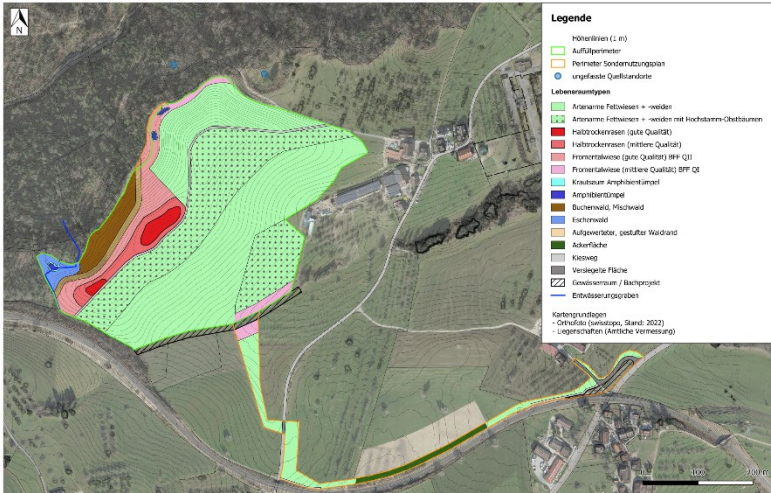 N
Legende
Höhenlinien (1 m)
Auffüllperimeter
Perimeter Sondernutzungsplan
ungefasste Quellstandorte
Lebensraumtypen
Artenarme Fettwiesen + -weiden
Artenarme Fettwiesen + -weiden mit Hochstamm-Obstbäumen
Halbtrockenrasen (gute Qualität)
Halbtrockenrasen (mittlere Qualität)
Fromentalwiese (gute Qualität) BFF QII
Fromentalwiese (mittlere Qualität) BFF QI
Krautsaum Amphibientümpel
Amphibientümpel
Buchenwald, Mischwald
Eschenwald
Aufgewerteter, gestufter Waldrand
Ackerfläche
Kiesweg
Versiegelte Fläche
Gewässerraum / Bachprojekt
Entwässerungsgraben
Kartengrundlagen
- Orthofoto (swisstopo, Stand: 2022)
- Liegenschaften (Amtliche Vermessung)
0 100 200 m